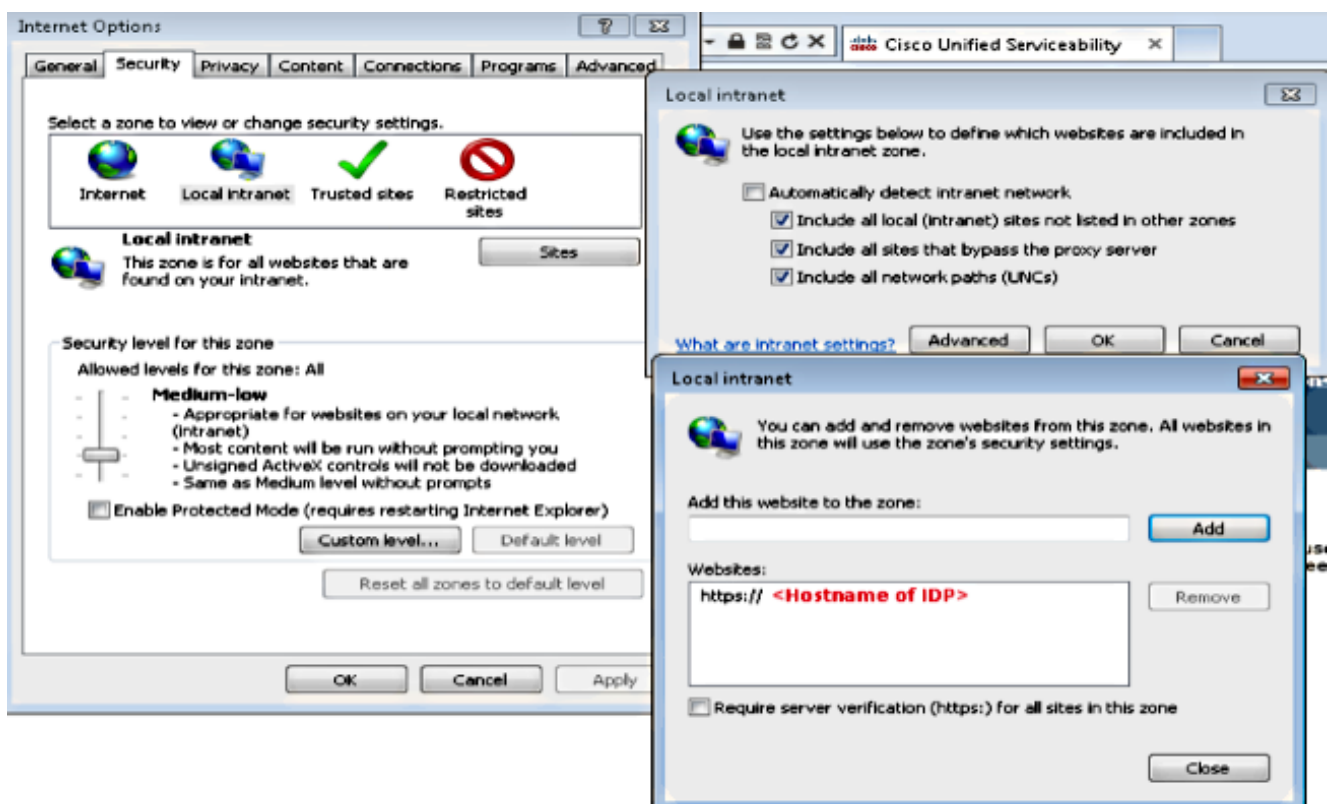 Internet Options
General Security Privacy Content Connections Programs Advanced
Select a zone to view or change security settings.
Internet Local intranet Trusted sites Restricted
sites
Local intranet
This zone is for all websites that are
found on your intranet.
Sites
Security level for this zone
Allowed levels for this zone: All
Medium-low
- Appropriate for websites on your local network
(intranet)
- Most content will be run without prompting you
- Unsigned ActiveX controls will not be downloaded
- Same as Medium level without prompts
Enable Protected Mode (requires restarting Internet Explorer)
Custom level... Default level
Reset all zones to default level
OK Cancel Apply
Cisco Unified Serviceability
Local intranet
Use the settings below to define which websites are included in
the local intranet zone.
Automatically detect intranet network
Include all local (intranet) sites not listed in other zones
Include all sites that bypass the proxy server
Include all network paths (UNCs)
What are intranet settings? Advanced OK Cancel
Local intranet
You can add and remove websites from this zone. All websites in
this zone will use the zone's security settings.
Add this website to the zone:
Add
Websites:
https:// <Hostname of IDP>
Remove
Require server verification (https:) for all sites in this zone
Close